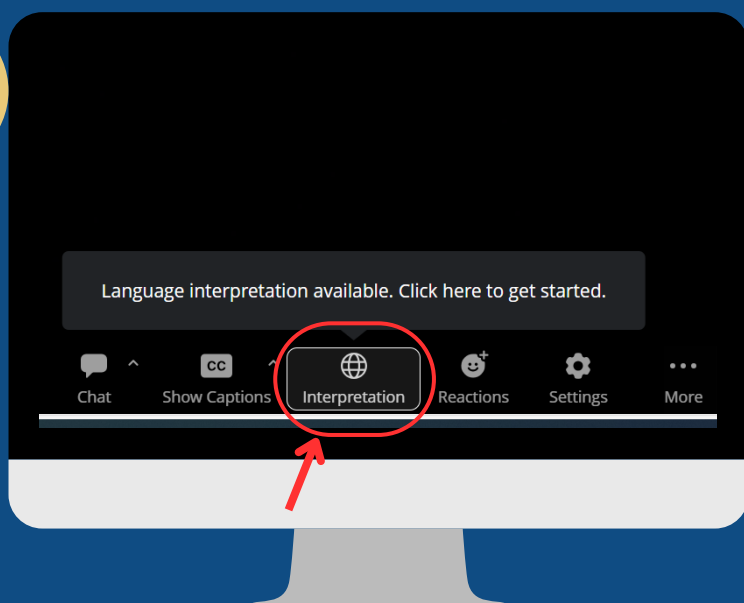 Language interpretation available. Click here to get started.
CC
Chat
Show Captions
Interpretation
Reactions
Settings
More